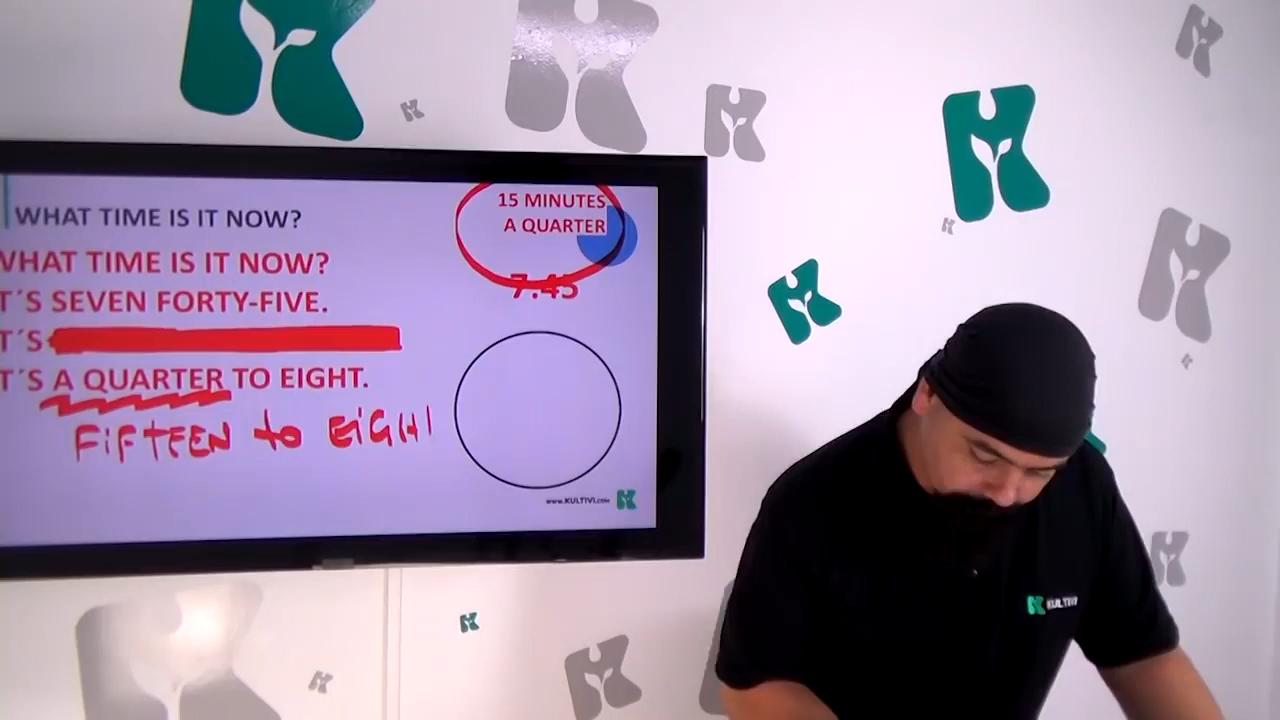 WHAT TIME IS IT NOW?
15 MINUTES
A QUARTER
7:45
WHAT TIME IS IT NOW?
T´S SEVEN FORTY-FIVE.
T´S
T´S A QUARTER TO EIGHT.
FiFTEEN to EiGHt
www.KULTIVI.com
KULTIVI